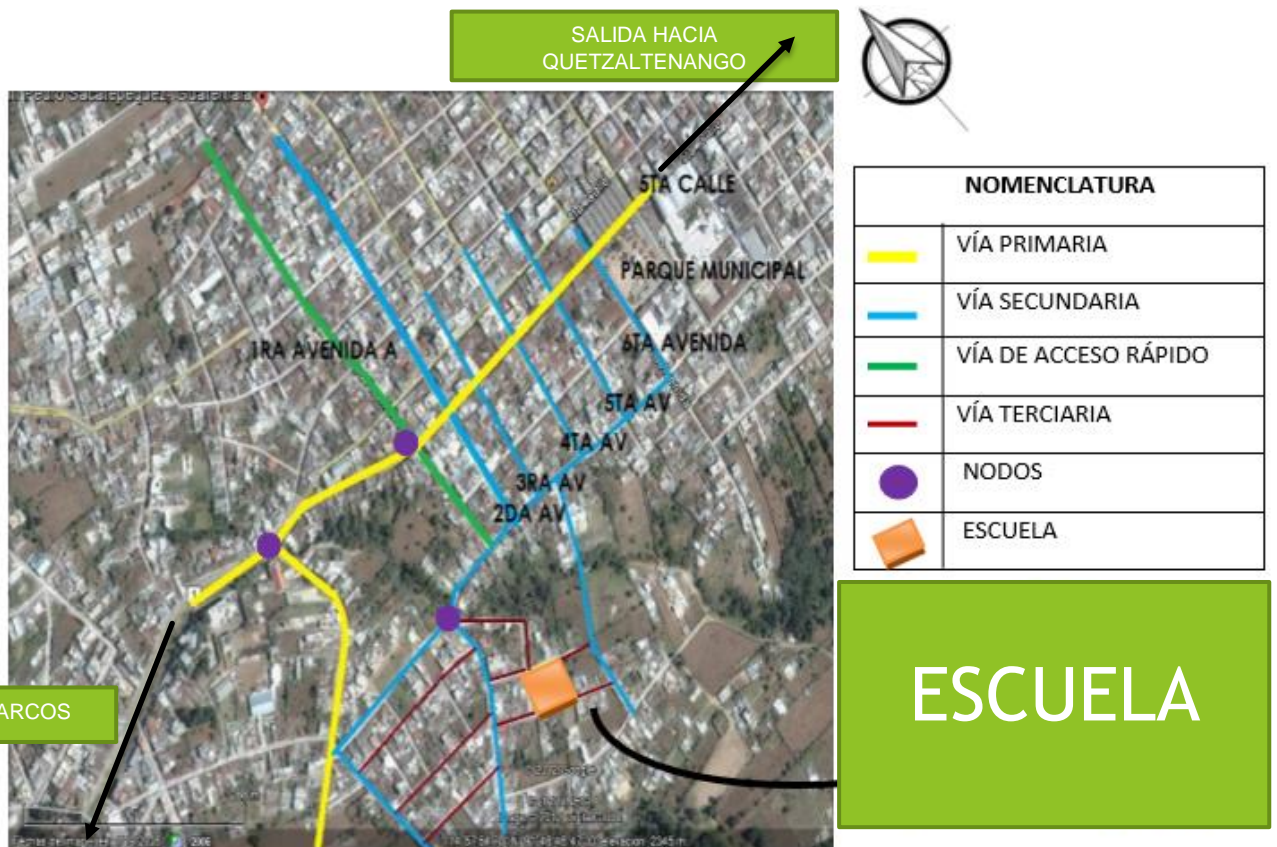 SALIDA HACIA
QUETZALTENANGO
5TA CALLE
PARQUE MUNICIPAL
1RA AVENIDA A
6TA AVENIDA
5TA AV
4TA AV
3RA AV
2DA AV
ARCOS
NOMENCLATURA
VÍA PRIMARIA
VÍA SECUNDARIA
VÍA DE ACCESO RÁPIDO
VÍA TERCIARIA
NODOS
ESCUELA
ESCUELA